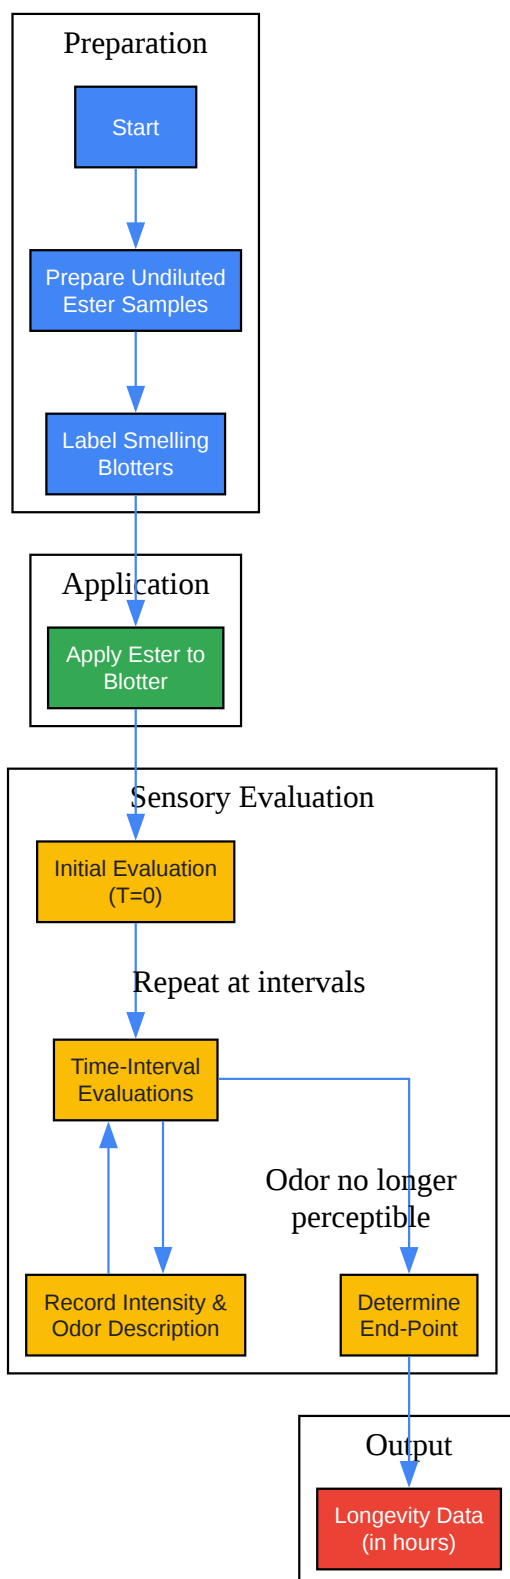 Preparation
Start
Prepare Undiluted
Ester Samples
Label Smelling
Blotters
Application
Apply Ester to
Blotter
Sensory Evaluation
Initial Evaluation
(T=0)
Repeat at intervals
Time-Interval
Evaluations
Odor no longer
perceptible
Record Intensity &
Odor Description
Determine
End-Point
Output
Longevity Data
(in hours)